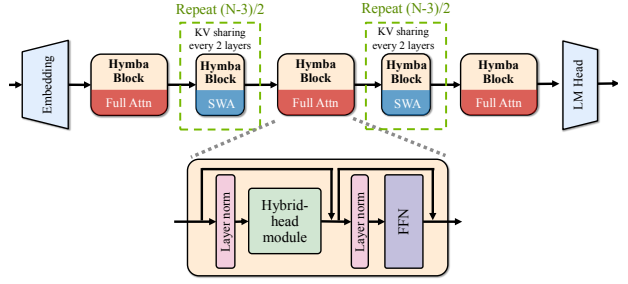 Repeat (N-3)/2
Repeat (N-3)/2
KV sharing
every 2 layers
KV sharing
every 2 layers
Embedding
Hymba
Block
Full Attn
Hymba
Block
SWA
Hymba
Block
Full Attn
Hymba
Block
SWA
Hymba
Block
Full Attn
LM Head
Layer norm
Hybrid-
head
module
Layer norm
FFN